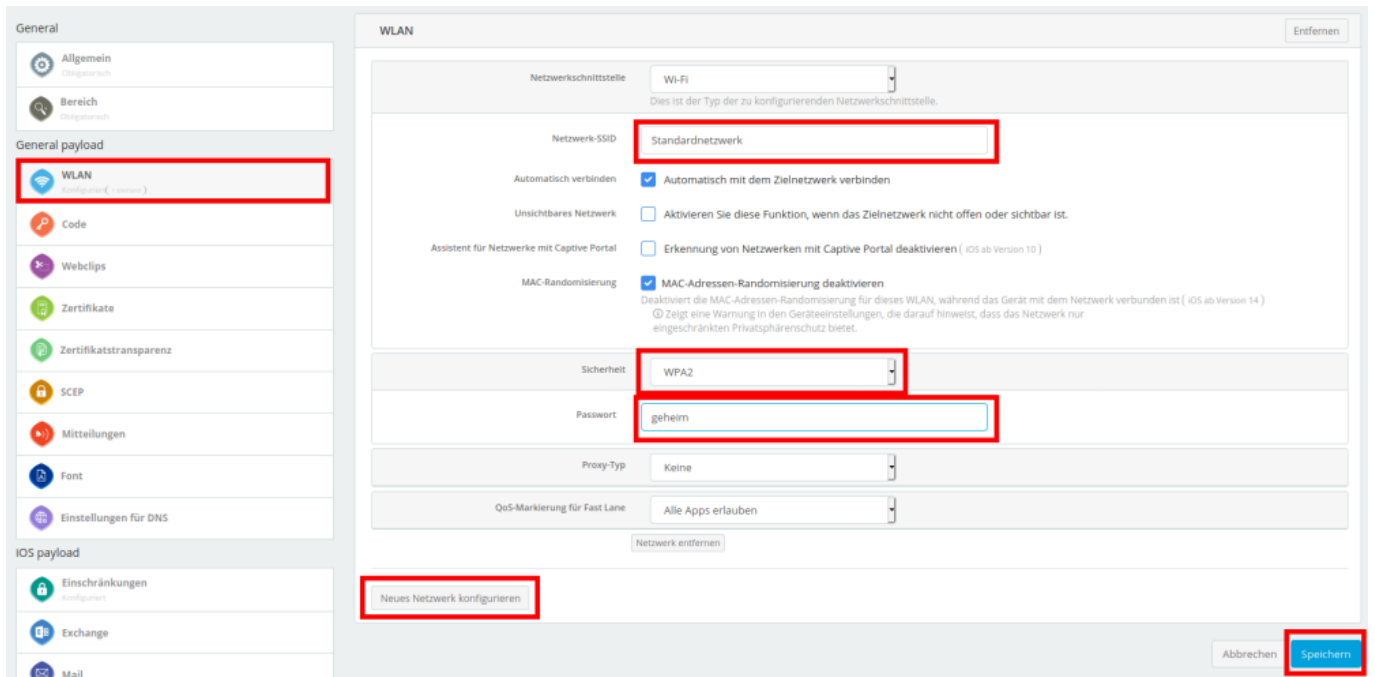 General
Allgemein
Obligatorisch
Bereich
Obligatorisch
General payload
WLAN
Konfiguriert( 1 Element )
Code
Webclips
Zertifikate
Zertifikatstransparenz
SCEP
Mitteilungen
Font
Einstellungen für DNS
iOS payload
Einschränkungen
Konfiguriert
Exchange
Mail
WLAN
Entfernen
Netzwerkschnittstelle
Wi-Fi
Dies ist der Typ der zu konfigurierenden Netzwerkschnittstelle.
Netzwerk-SSID
Standardnetzwerk
Automatisch verbinden
Automatisch mit dem Zielnetzwerk verbinden
Unsichtbares Netzwerk
Aktivieren Sie diese Funktion, wenn das Zielnetzwerk nicht offen oder sichtbar ist.
Assistent für Netzwerke mit Captive Portal
Erkennung von Netzwerken mit Captive Portal deaktivieren ( iOS ab Version 10 )
MAC-Randomisierung
MAC-Adressen-Randomisierung deaktivieren
Deaktiviert die MAC-Adressen-Randomisierung für dieses WLAN, während das Gerät mit dem Netzwerk verbunden ist ( iOS ab Version 14 )
Zeigt eine Warnung in den Geräteeinstellungen, die darauf hinweist, dass das Netzwerk nur
eingeschränkten Privatsphärenschutz bietet.
Sicherheit
WPA2
Passwort
geheim
Proxy-Typ
Keine
QoS-Markierung für Fast Lane
Alle Apps erlauben
Netzwerk entfernen
Neues Netzwerk konfigurieren
Abbrechen
Speichern